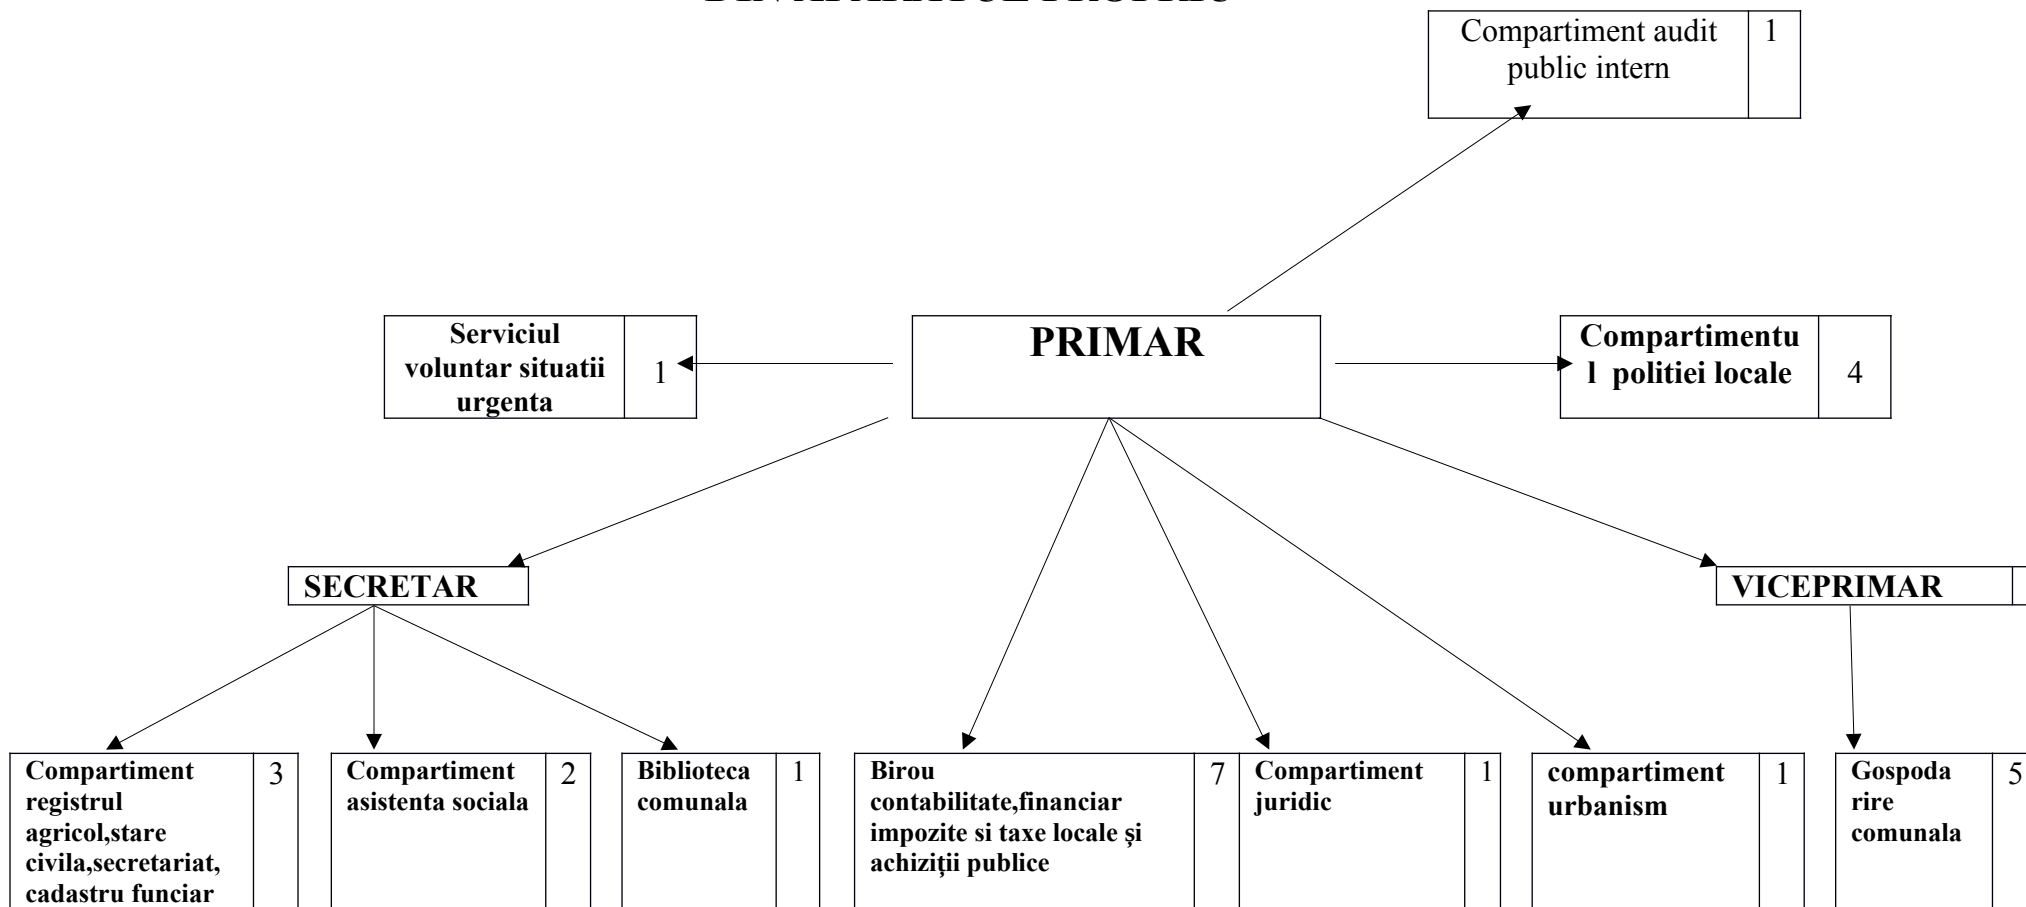 Compartiment audit
public intern
1
Serviciul
voluntar situatii
urgenta
1
PRIMAR
Compartimentu
l politiei locale
4
SECRETAR
VICEPRIMAR
Compartiment
registrul
agricol,stare
civila,secretariat,
cadastru funciar
3
Compartiment
asistenta sociala
2
Biblioteca
comunala
1
Birou
contabilitate,financiar
impozite si taxe locale și
achiziții publice
7
Compartiment
juridic
1
compartiment
urbanism
1
Gospoda
rire
comunala
5